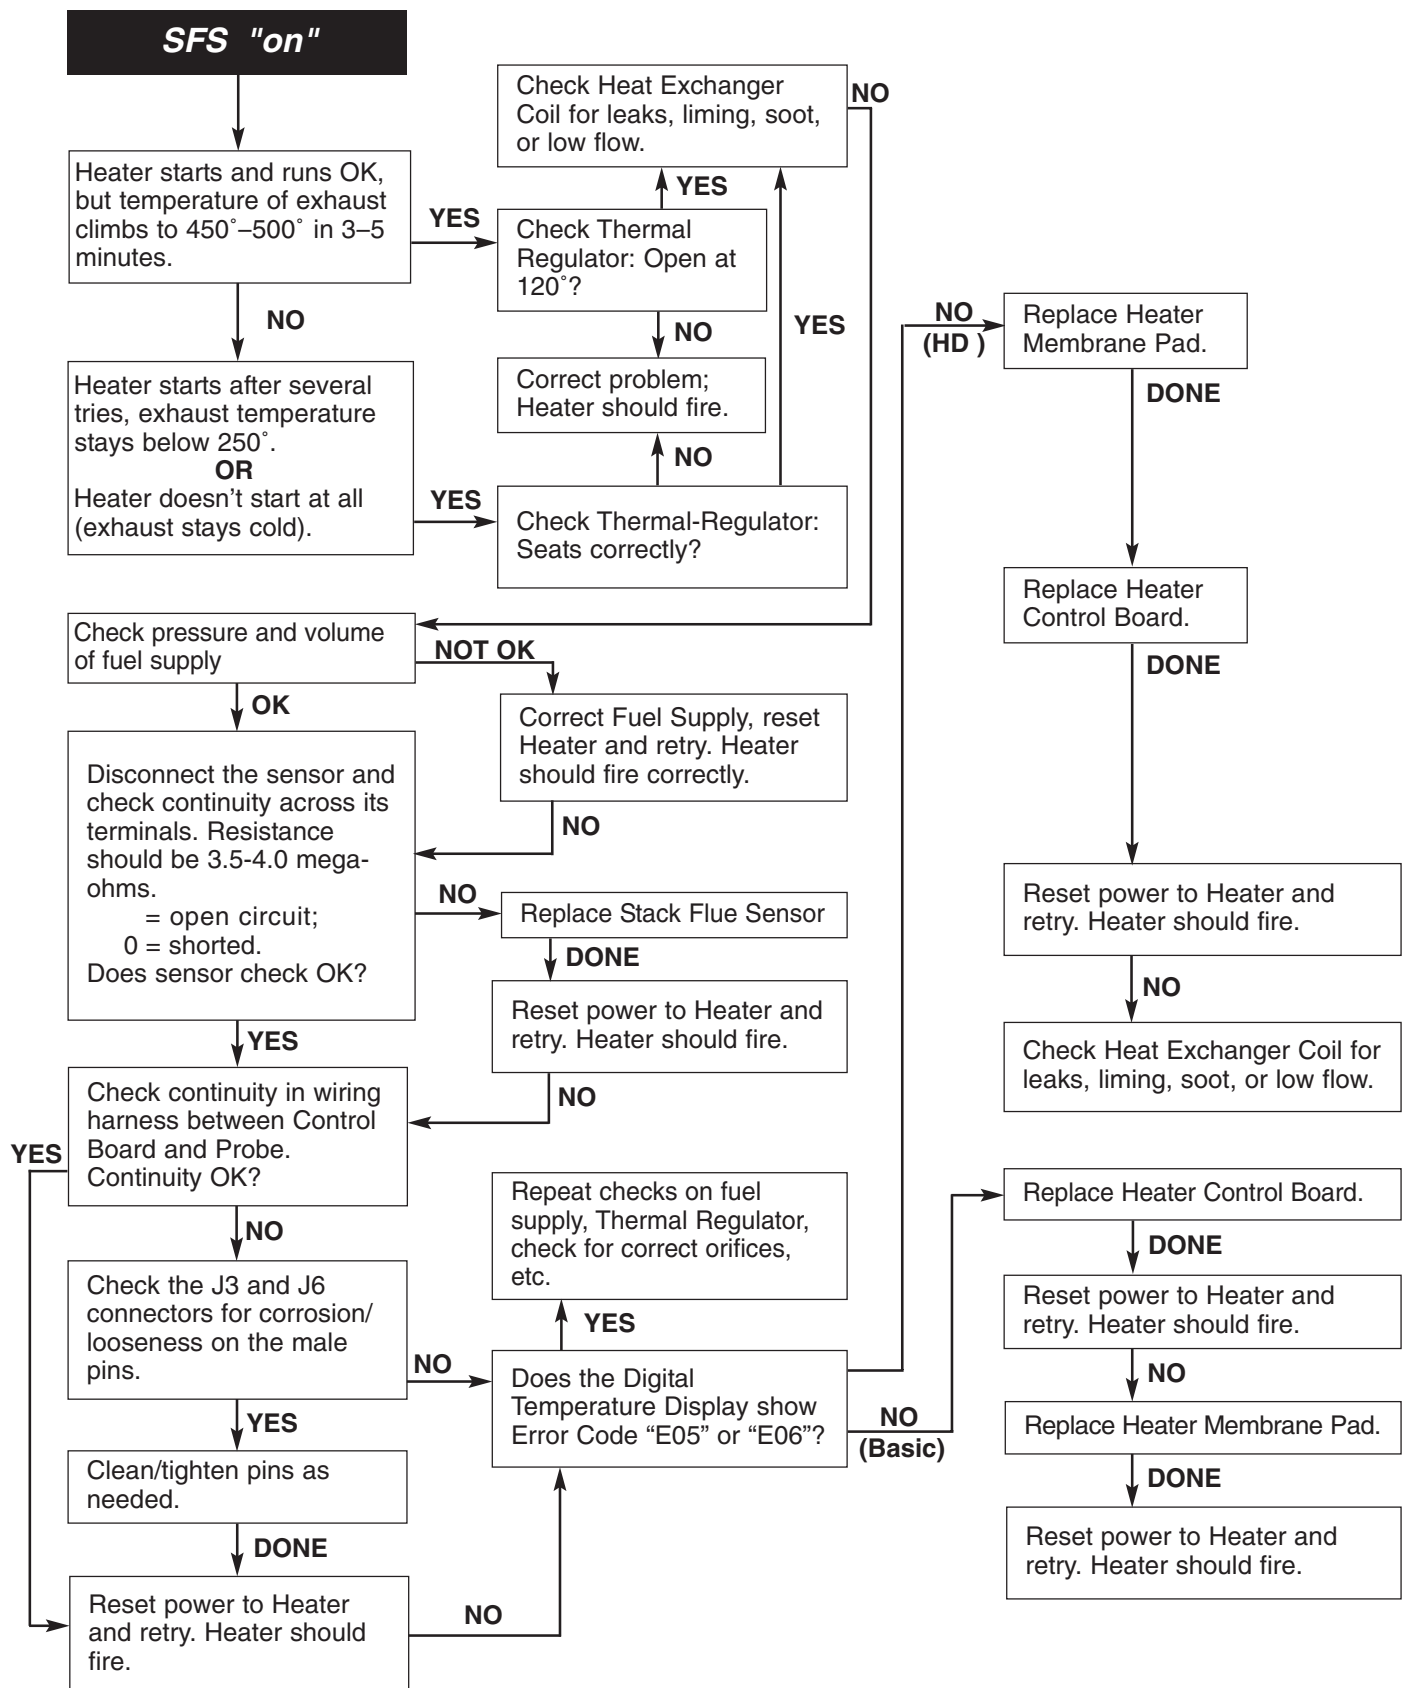 SFS "on"
Heater starts and runs OK,
but temperature of exhaust
climbs to 450˚–500˚ in 3–5
minutes.
YES
NO
Check Heat Exchanger
Coil for leaks, liming, soot,
or low flow.
NO
YES
Check Thermal
Regulator: Open at
120˚?
NO
YES
Correct problem;
Heater should fire.
NO
Heater starts after several
tries, exhaust temperature
stays below 250˚.
OR
Heater doesn't start at all
(exhaust stays cold).
YES
Check Thermal-Regulator:
Seats correctly?
Check pressure and volume
of fuel supply
NOT OK
OK
Correct Fuel Supply, reset
Heater and retry. Heater
should fire correctly.
NO
Disconnect the sensor and
check continuity across its
terminals. Resistance
should be 3.5-4.0 mega-
ohms.
= open circuit;
0 = shorted.
Does sensor check OK?
NO
Replace Stack Flue Sensor
DONE
Reset power to Heater and
retry. Heater should fire.
NO
YES
Check continuity in wiring
harness between Control
Board and Probe.
Continuity OK?
YES
NO
Check the J3 and J6
connectors for corrosion/
looseness on the male
pins.
NO
YES
Clean/tighten pins as
needed.
DONE
Reset power to Heater
and retry. Heater should
fire.
NO
Repeat checks on fuel
supply, Thermal Regulator,
check for correct orifices,
etc.
YES
Does the Digital
Temperature Display show
Error Code “E05” or “E06”?
NO
(Basic)
NO
(HD )
Replace Heater
Membrane Pad.
DONE
Replace Heater
Control Board.
DONE
Reset power to Heater and
retry. Heater should fire.
NO
Check Heat Exchanger Coil for
leaks, liming, soot, or low flow.
Replace Heater Control Board.
DONE
Reset power to Heater and
retry. Heater should fire.
NO
Replace Heater Membrane Pad.
DONE
Reset power to Heater and
retry. Heater should fire.